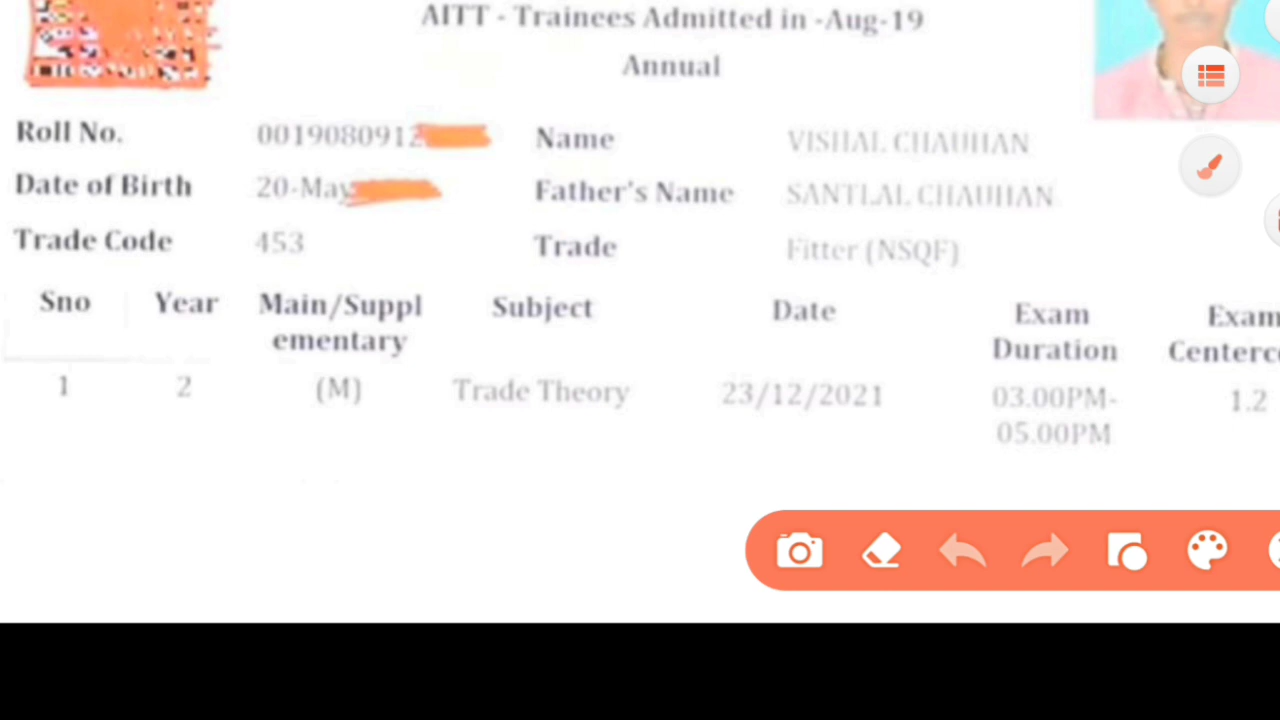 AITT - Trainees Admitted in -Aug-19
Annual
Roll No. 0019080912 Name VISHAL CHAUHAN
Date of Birth 20-May Father's Name SANTLAL CHAUHAN
Trade Code 453 Trade Fitter (NSQF)
Sno Year Main/Suppl Subject Date Exam Exam
ementary Duration Centerc
1 2 (M) Trade Theory 23/12/2021 03.00PM- 1.2
05.00PM